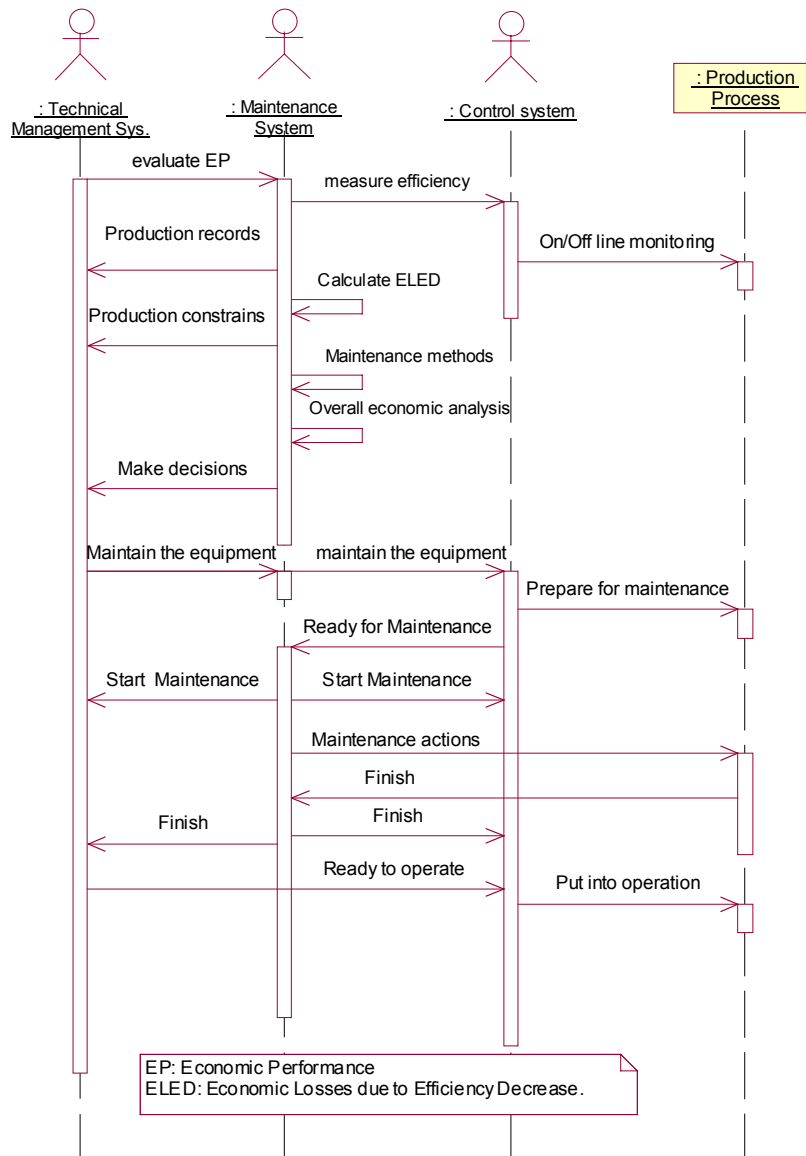 : Technical
Management Sys.
: Maintenance
System
: Control system
: Production
Process
evaluate EP
measure efficiency
Production records
On/Off line monitoring
Calculate ELED
Production constrains
Maintenance methods
Overall economic analysis
Make decisions
Maintain the equipment
maintain the equipment
Prepare for maintenance
Ready for Maintenance
Start Maintenance
Start Maintenance
Maintenance actions
Finish
Finish
Finish
Ready to operate
Put into operation
EP: Economic Performance
ELED: Economic Losses due to Efficiency Decrease.